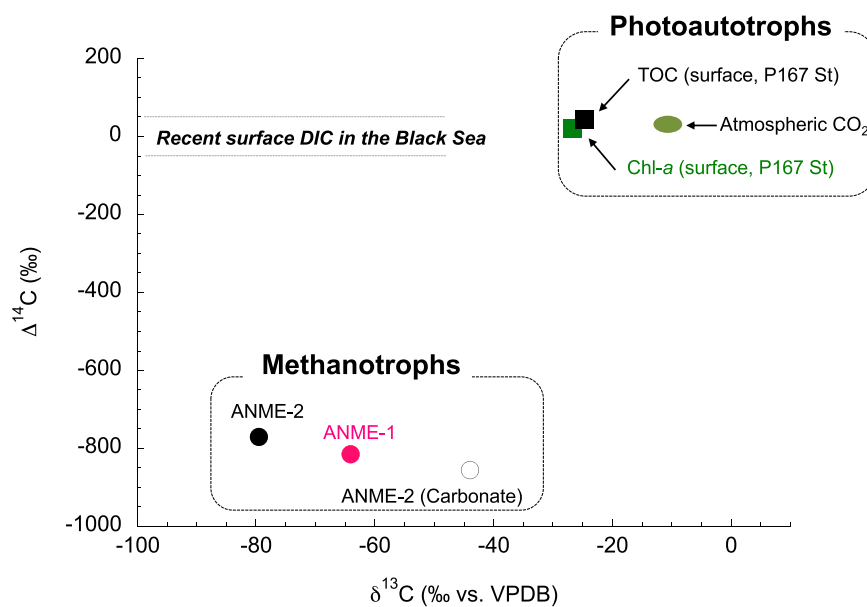 Photoautotrophs
TOC (surface, P167 St)
Atmospheric CO2
Chl-a (surface, P167 St)
Recent surface DIC in the Black Sea
Methanotrophs
ANME-2
ANME-1
ANME-2 (Carbonate)
200
0
-200
-400
-600
-800
-1000
Δ14C (‰)
-100
-80
-60
-40
-20
0
δ13C (‰ vs. VPDB)